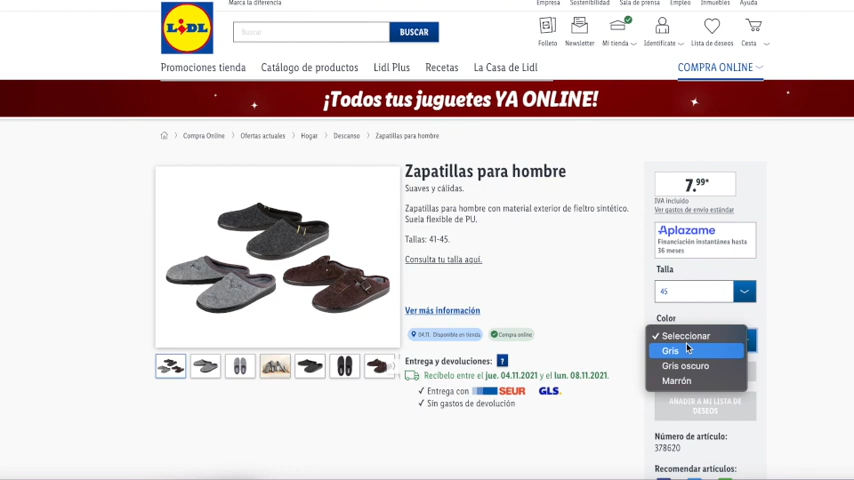 Marca la diferencia
Empresa
Sostenibilidad
Sala de prensa
Empleo
Inmuebles
Ayuda
LIDL
Buscar
BUSCAR
Folleto
Newsletter
Mi tienda
Identifícate
Lista de deseos
Cesta
Promociones tienda
Catálogo de productos
Lidl Plus
Recetas
La Casa de Lidl
COMPRA ONLINE
¡Todos tus juguetes YA ONLINE!
Compra Online
Ofertas actuales
Hogar
Descanso
Zapatillas para hombre
Zapatillas para hombre
Suaves y cálidas.
Zapatillas para hombre con material exterior de fieltro sintético.
Suela flexible de PU.
Tallas: 41-45.
Consulta tu talla aquí.
Ver más información
04.11. Disponible en tienda
Compra online
Entrega y devoluciones: ?
Recíbelo entre el jue. 04.11.2021 y el lun. 08.11.2021.
✓ Entrega con SEUR GLS.
✓ Sin gastos de devolución
7.99*
IVA incluido
Ver gastos de envío estándar
Aplazame
Financiación instantánea hasta
36 meses
Talla
45
Color
✓ Seleccionar
Gris
Gris oscuro
Marrón
AÑADIR A MI LISTA DE
DESEOS
Número de artículo:
378620
Recomendar artículos: